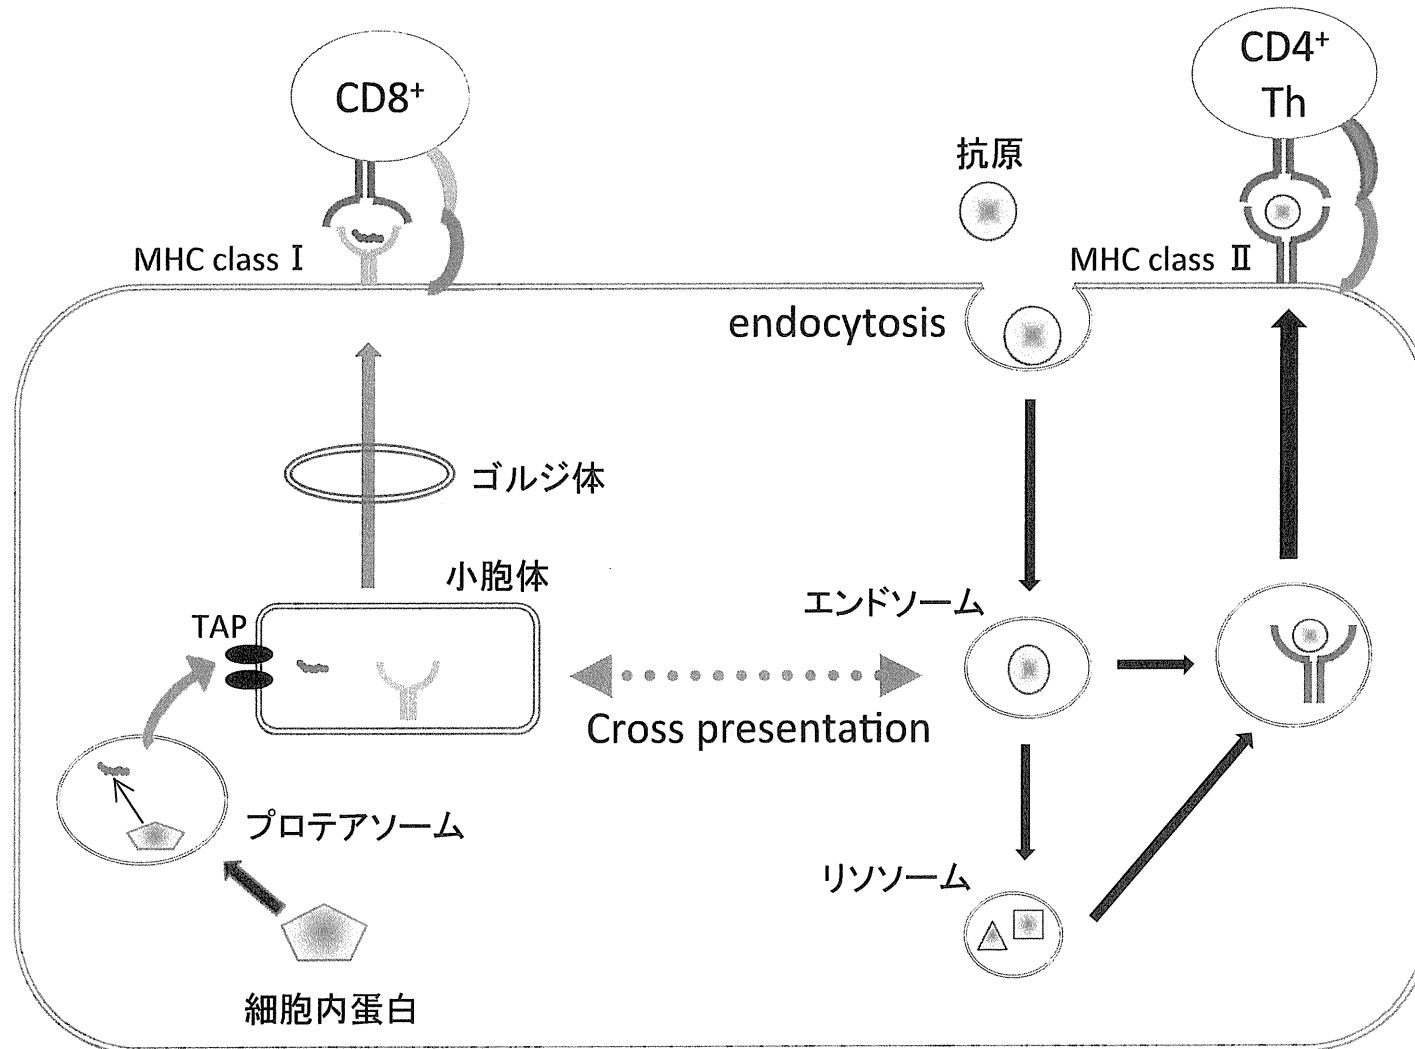 CD8⁺
CD4⁺
Th
抗原
MHC class Ⅰ
MHC class Ⅱ
endocytosis
ゴルジ体
小胞体
TAP
エンドソーム
Cross presentation
プロテアソーム
リソソーム
細胞内蛋白